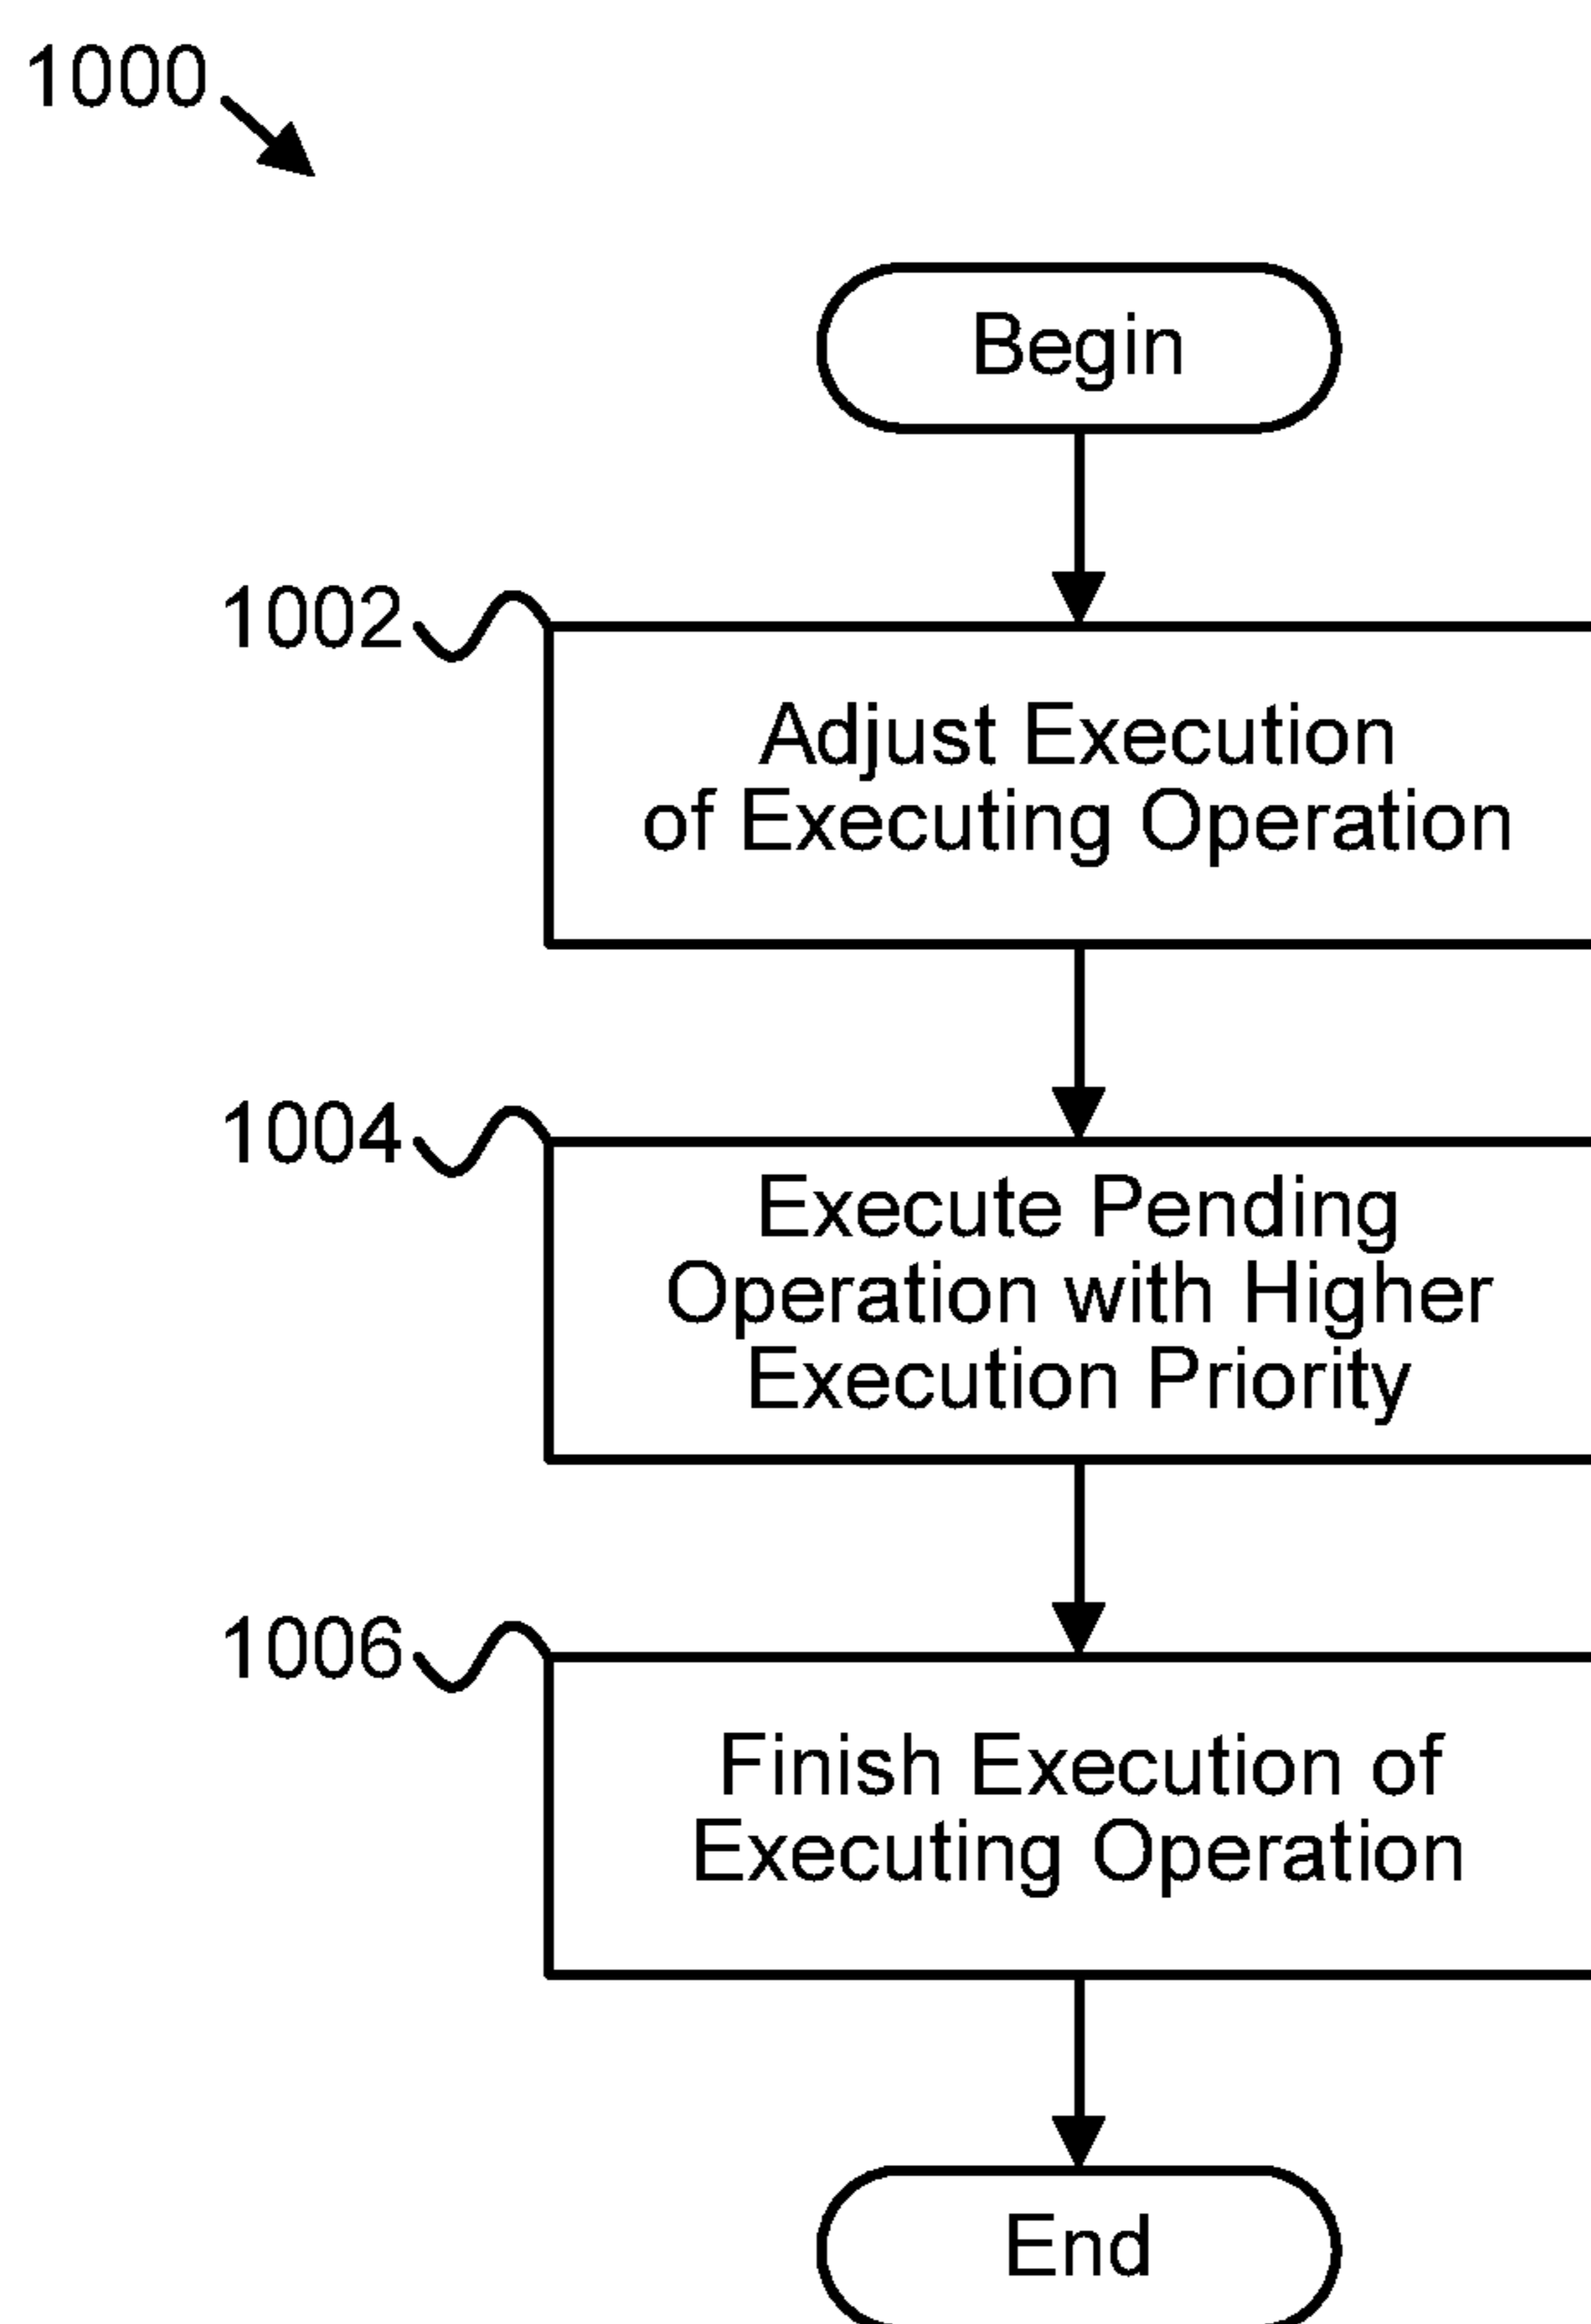 1000
Begin
1002
Adjust Execution
of Executing Operation
1004
Execute Pending
Operation with Higher
Execution Priority
1006
Finish Execution of
Executing Operation
End